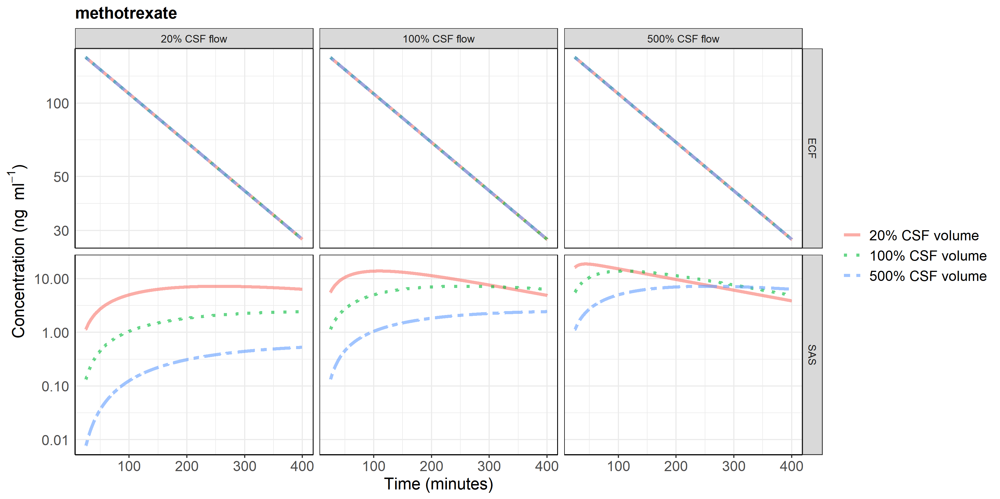 methotrexate
20% CSF flow
100% CSF flow
500% CSF flow
100
50
30
ECF
10.00
1.00
0.10
0.01
SAS
100 200 300 400
100 200 300 400
100 200 300 400
Time (minutes)
Concentration (ng ml⁻¹)
20% CSF volume
100% CSF volume
500% CSF volume